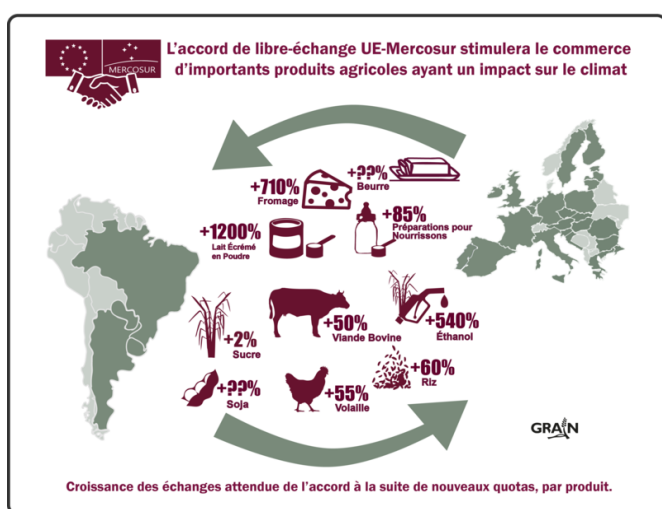 MERCOSUR
L'accord de libre-échange UE-Mercosur stimulera le commerce
d'importants produits agricoles ayant un impact sur le climat
+710%
Fromage
+??%
Beurre
+1200%
Lait Écrémé
en Poudre
+85%
Préparations pour
Nourrissons
+2%
Sucre
+50%
Viande Bovine
+540%
Éthanol
+??%
Soja
+55%
Volaille
+60%
Riz
GRAIN
Croissance des échanges attendue de l'accord à la suite de nouveaux quotas, par produit.